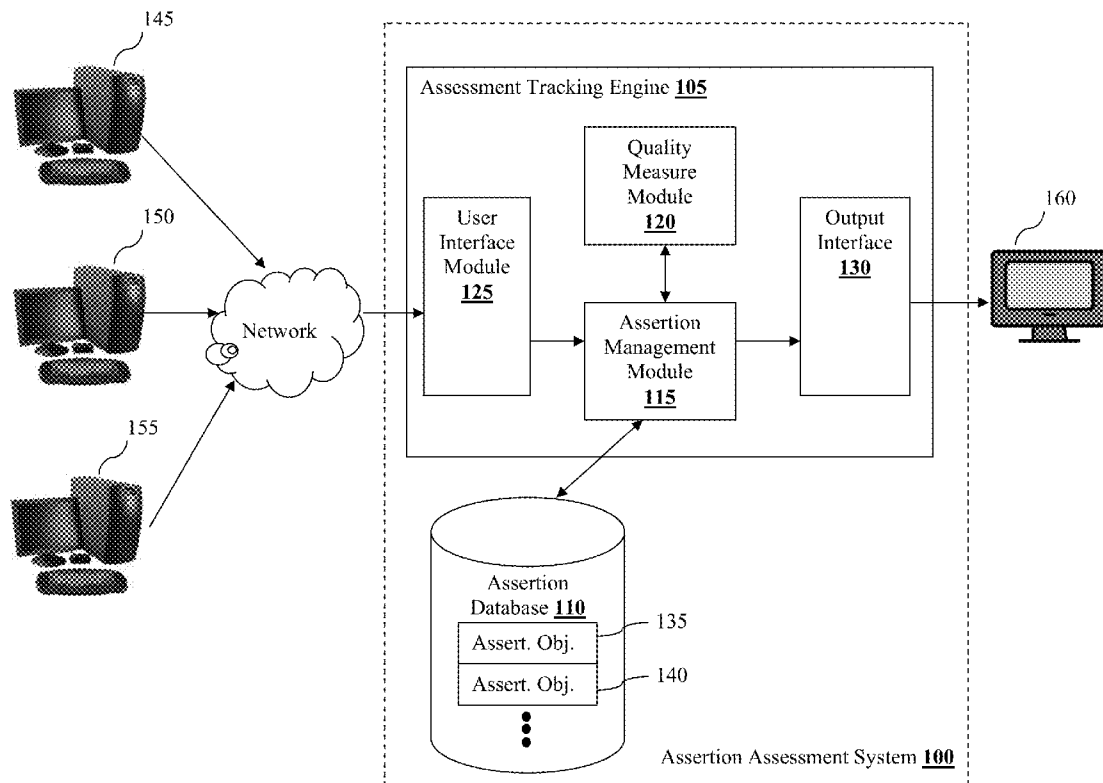 145
Assessment Tracking Engine 105
Quality
Measure
Module
120
150
User
Interface
Module
125
Output
Interface
130
160
Network
Assertion
Management
Module
115
155
Assertion
Database 110
135
Assert. Obj.
Assert. Obj.
140
Assertion Assessment System 100